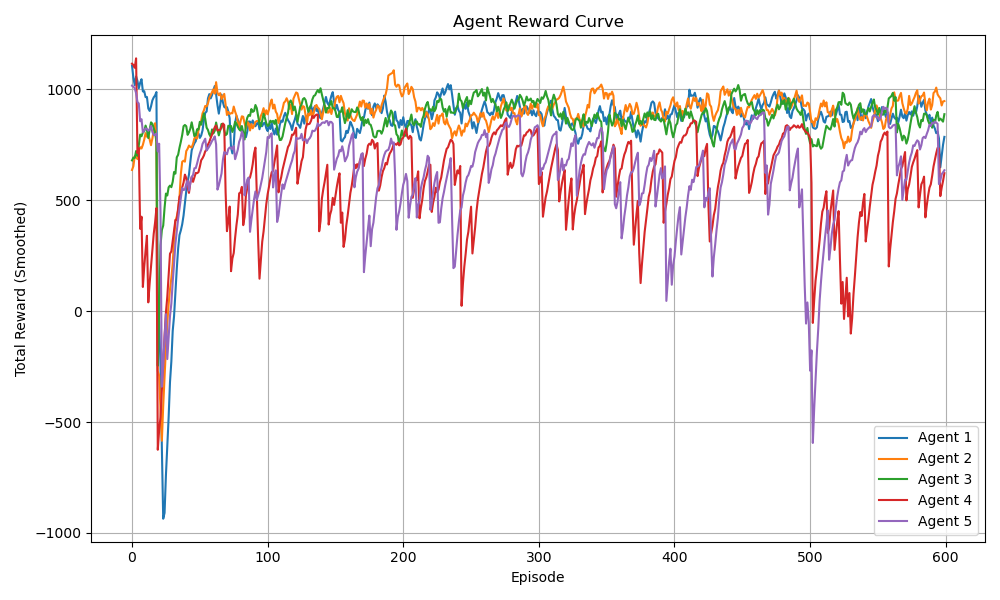 Agent Reward Curve
Total Reward (Smoothed)
1000
500
0
−500
−1000
0 100 200 300 400 500 600
Episode
Agent 1
Agent 2
Agent 3
Agent 4
Agent 5